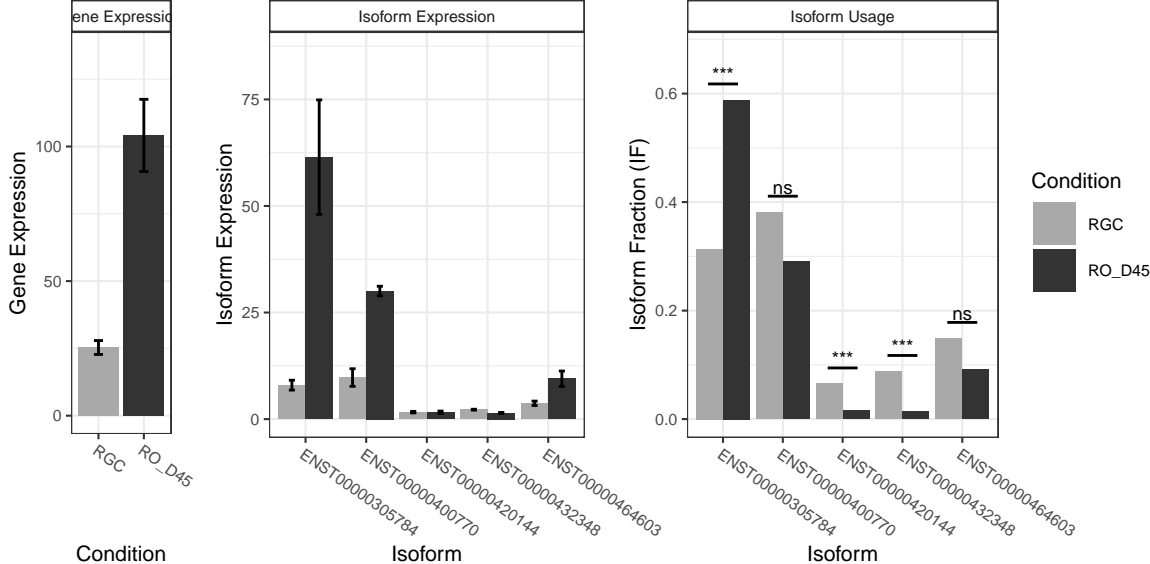 ene Expressio
Isoform Expression
Isoform Usage
Gene Expression
100
50
0
RGC
RO_D45
Condition
Isoform Expression
75
50
25
0
ENST00000305784
ENST00000400770
ENST00000420144
ENST00000432348
ENST00000464603
Isoform
Isoform Fraction (IF)
0.6
0.4
0.2
0.0
***
ns
***
***
ns
ENST00000305784
ENST00000400770
ENST00000420144
ENST00000432348
ENST00000464603
Isoform
Condition
RGC
RO_D45